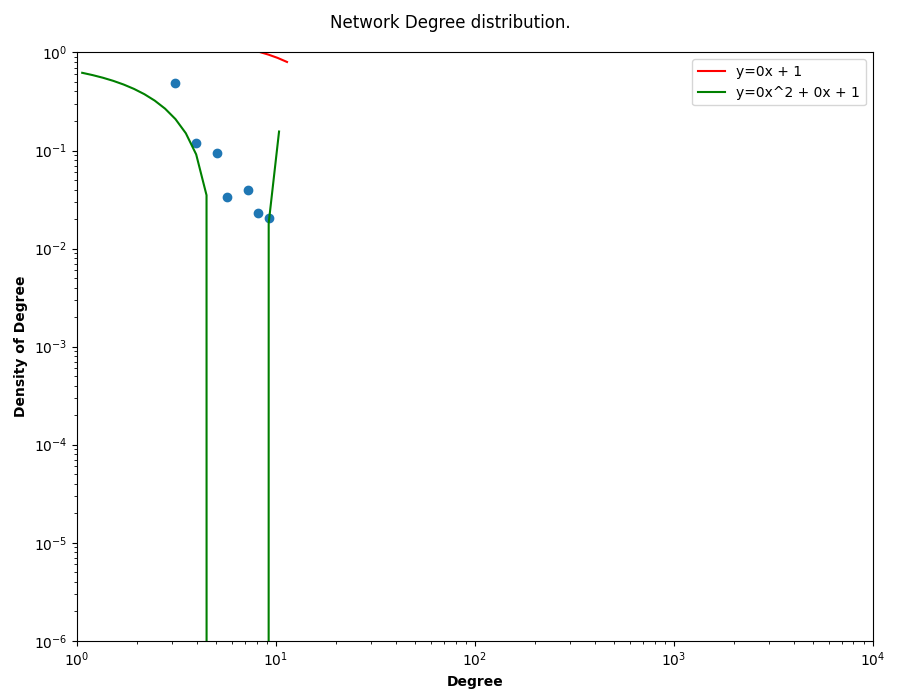 Network Degree distribution.
y=0x + 1
y=0x^2 + 0x + 1
Density of Degree
10^0
10^-1
10^-2
10^-3
10^-4
10^-5
10^-6
10^0
10^1
10^2
10^3
10^4
Degree